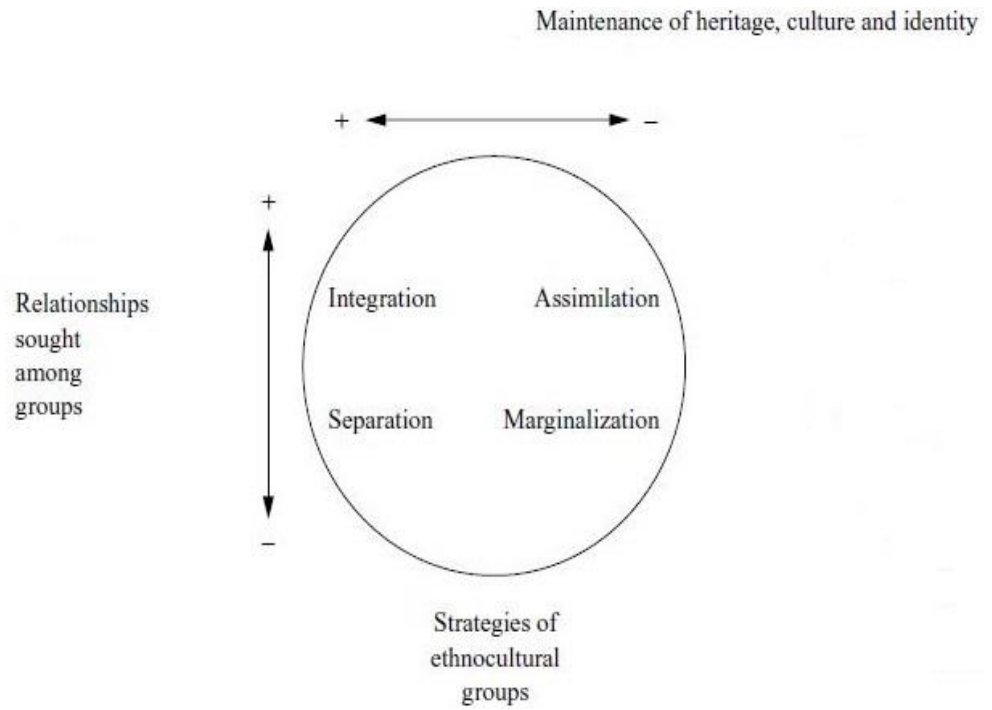 Maintenance of heritage, culture and identity
+ −
+
Relationships
sought
among
groups
Integration Assimilation
Separation Marginalization
−
Strategies of
ethnocultural
groups